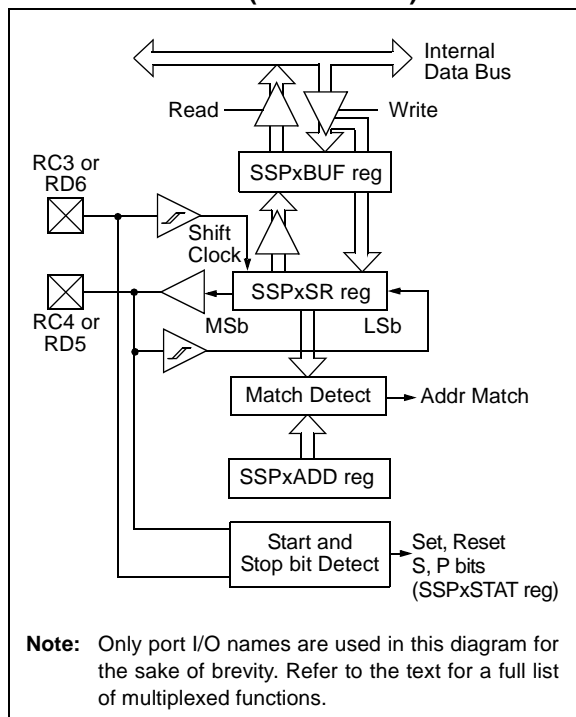 Internal
Data Bus
Read
Write
SSPxBUF reg
RC3 or
RD6
Shift
Clock
SSPxSR reg
MSb
LSb
RC4 or
RD5
Match Detect
Addr Match
SSPxADD reg
Start and
Stop bit Detect
Set, Reset
S, P bits
(SSPxSTAT reg)
Note: Only port I/O names are used in this diagram for
the sake of brevity. Refer to the text for a full list
of multiplexed functions.